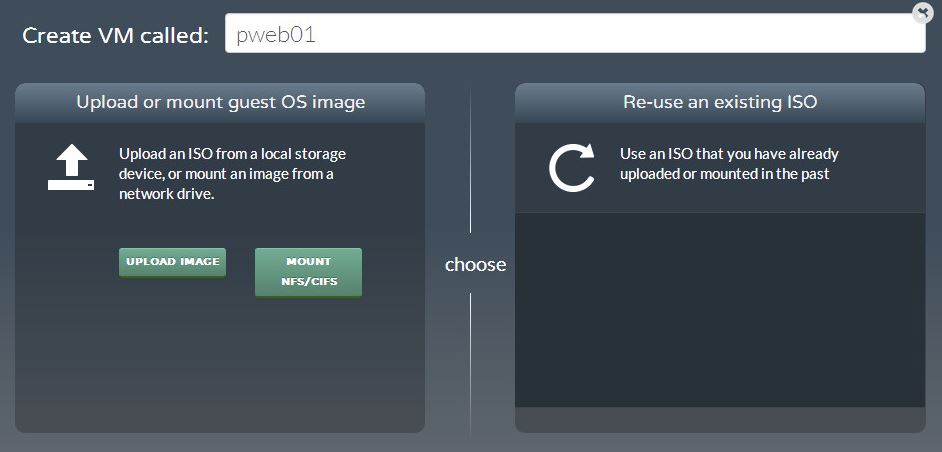 Create VM called:
pweb01
Upload or mount guest OS image
Upload an ISO from a local storage
device, or mount an image from a
network drive.
UPLOAD IMAGE
MOUNT
NFS/CIFS
choose
Re-use an existing ISO
Use an ISO that you have already
uploaded or mounted in the past